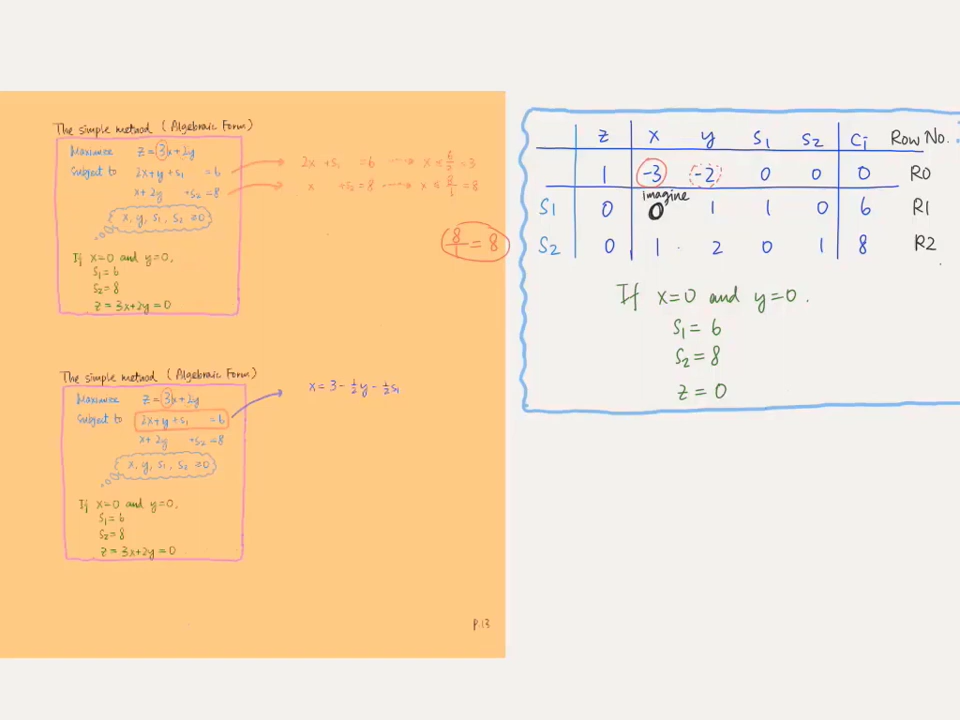 The simple method (Algebraic Form)
Maximize z = 3x+2y
Subject to 2x+y+s₁ =6
x+2y +s₂ =8
x, y, s₁, s₂ ≥0
If x=0 and y=0,
s₁=6
s₂=8
z=3x+2y=0
2x +s₁ =6 ⋯→ x ≤ 6/2 =3
x +s₂ =8 ⋯→ x ≤ 8/1 =8
8/1 = 8
The simple method (Algebraic Form)
Maximize z = 3x+2y
Subject to 2x+y+s₁ =6
x+2y +s₂ =8
x, y, s₁, s₂ ≥0
If x=0 and y=0,
s₁=6
s₂=8
z=3x+2y=0
x = 3 - ½y - ½s₁
P.13
z x y s₁ s₂ Ci Row No.
1 -3 -2 0 0 0 R0
imagine
S1 0 0 1 1 0 6 R1
S2 0 1 2 0 1 8 R2
If x=0 and y=0.
s₁=6
s₂=8
z=0